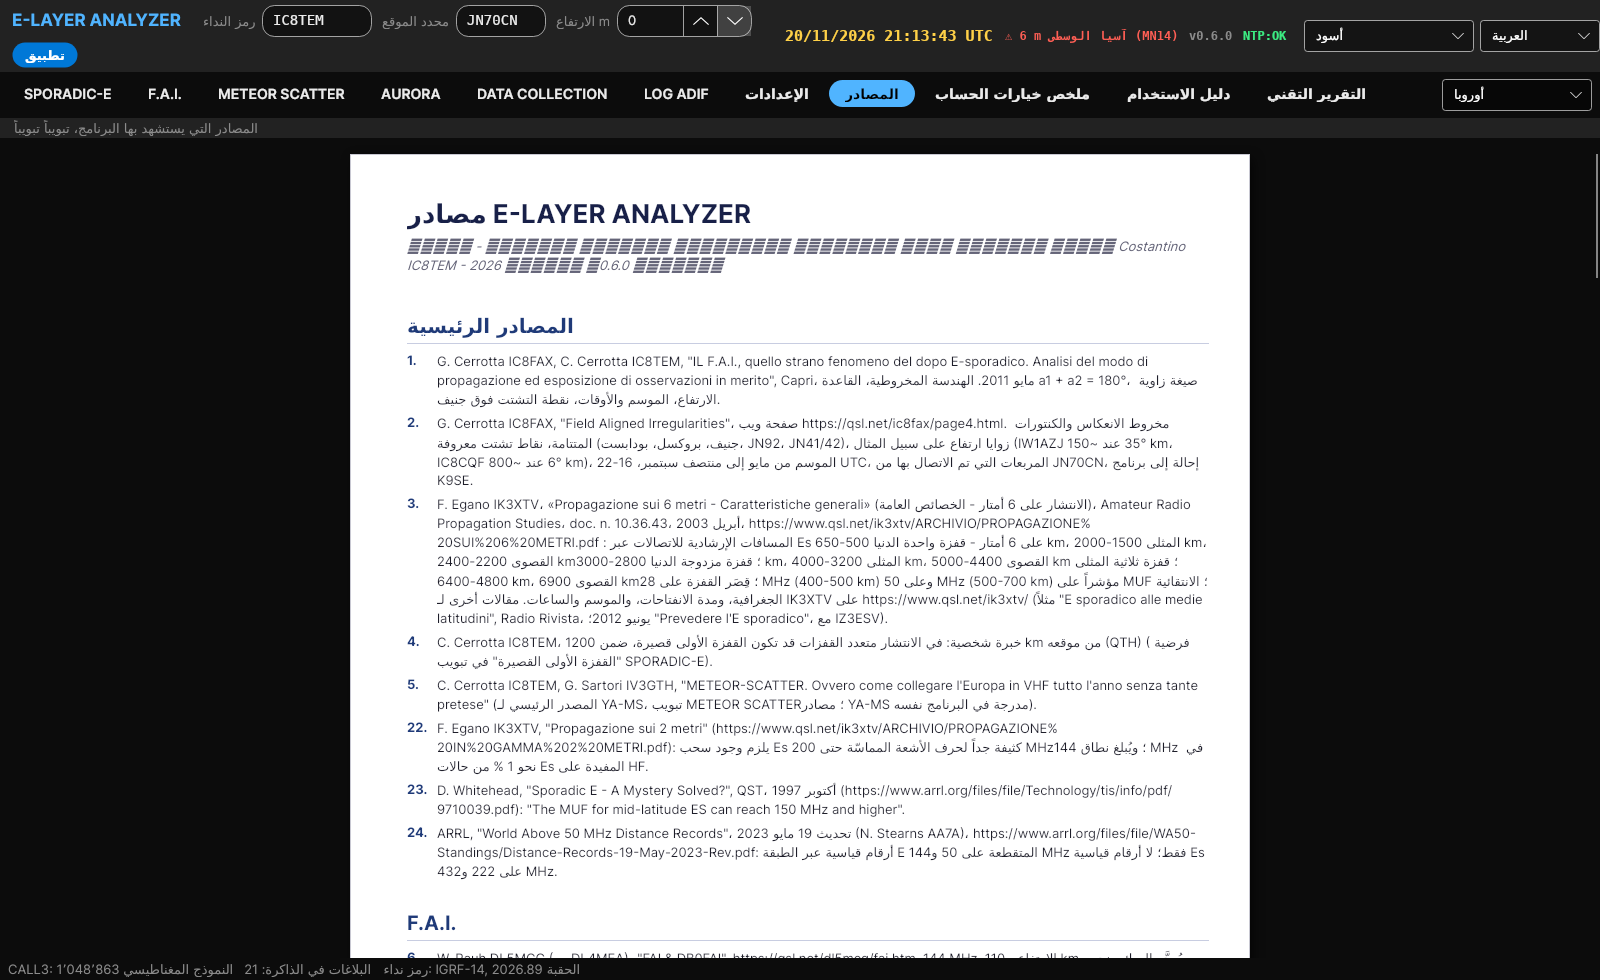 E-LAYER ANALYZER رمز النداء IC8TEM محدد الموقع JN70CN الارتفاع m 0 20/11/2026 21:13:43 UTC ⚠ 6 m آسيا الوسطى (MN14) v0.6.0 NTP:OK أسود العربية
تطبيق
SPORADIC-E F.A.I. METEOR SCATTER AURORA DATA COLLECTION LOG ADIF الإعدادات المصادر ملخص خيارات الحساب دليل الاستخدام التقرير التقني أوروبا
المصادر التي يستشهد بها البرنامج، تبويباً تبويباً
مصادر E-LAYER ANALYZER
- Costantino
IC8TEM - 2026 0.6.0
المصادر الرئيسية
1. G. Cerrotta IC8FAX, C. Cerrotta IC8TEM, "IL F.A.I., quello strano fenomeno del dopo E-sporadico. Analisi del modo di
propagazione ed esposizione di osservazioni in merito", Capri، مايو 2011. الهندسة المخروطية، القاعدة a1 + a2 = 180°، صيغة زاوية
الارتفاع، الموسم والأوقات، نقطة التشتت فوق جنيف.
2. G. Cerrotta IC8FAX, "Field Aligned Irregularities"، صفحة ويب https://qsl.net/ic8fax/page4.html. مخروط الانعكاس والكنتورات
المتتامة، نقاط تشتت معروفة (جنيف، بروكسل، بودابست، JN92، JN41/42)، زوايا ارتفاع على سبيل المثال (IW1AZJ 35° عند ~150 km،
IC8CQF 6° عند ~800 km)، الموسم من مايو إلى منتصف سبتمبر، 16-22 UTC، المربعات التي تم الاتصال بها من JN70CN، إحالة إلى برنامج
K9SE.
3. F. Egano IK3XTV، «Propagazione sui 6 metri - Caratteristiche generali» (الانتشار على 6 أمتار - الخصائص العامة)، Amateur Radio
Propagation Studies، doc. n. 10.36.43، أبريل 2003، https://www.qsl.net/ik3xtv/ARCHIVIO/PROPAGAZIONE%
20SUI%206%20METRI.pdf : المسافات الإرشادية للاتصالات عبر Es على 6 أمتار - قفزة واحدة الدنيا 500-650 km، المثلى 1500-2000 km،
القصوى 2200-2400 km؛ قفزة مزدوجة الدنيا 2800-3000 km، المثلى 3200-4000 km، القصوى 4400-5000 km؛ قفزة ثلاثية المثلى
4800-6400 km، القصوى 6900 km؛ قِصَر القفزة على 28 MHz (400-500 km) وعلى 50 MHz (500-700 km) مؤشراً على MUF؛ الانتقائية
الجغرافية، ومدة الانفتاحات، والموسم والساعات. مقالات أخرى لـ IK3XTV على https://www.qsl.net/ik3xtv/ (مثلاً "E sporadico alle medie
latitudini", Radio Rivista، يونيو 2012؛ "Prevedere l'E sporadico"، مع IZ3ESV).
4. C. Cerrotta IC8TEM، خبرة شخصية: في الانتشار متعدد القفزات قد تكون القفزة الأولى قصيرة، ضمن 1200 km من موقعه (QTH) (فرضية
"القفزة الأولى القصيرة" في تبويب SPORADIC-E).
5. C. Cerrotta IC8TEM, G. Sartori IV3GTH, "METEOR-SCATTER. Ovvero come collegare l'Europa in VHF tutto l'anno senza tante
pretese" (المصدر الرئيسي لـ YA-MS، تبويب METEOR SCATTER؛ مصادر YA-MS مدرجة في البرنامج نفسه).
22. F. Egano IK3XTV, "Propagazione sui 2 metri" (https://www.qsl.net/ik3xtv/ARCHIVIO/PROPAGAZIONE%
20IN%20GAMMA%202%20METRI.pdf): يلزم وجود سحب Es كثيفة جداً لحرف الأشعة المماسّة حتى 200 MHz؛ ويُبلغ نطاق 144 MHz في
نحو 1 % من حالات Es المفيدة على HF.
23. D. Whitehead, "Sporadic E - A Mystery Solved?", QST، أكتوبر 1997 (https://www.arrl.org/files/file/Technology/tis/info/pdf/
9710039.pdf): "The MUF for mid-latitude ES can reach 150 MHz and higher".
24. ARRL, "World Above 50 MHz Distance Records"، تحديث 19 مايو 2023 (N. Stearns AA7A)، https://www.arrl.org/files/file/WA50-
Standings/Distance-Records-19-May-2023-Rev.pdf: أرقام قياسية عبر الطبقة E المتقطعة على 50 و144 MHz فقط؛ لا أرقام قياسية Es
على 222 و432 MHz.
F.A.I.
CALL3: 1٬048٬863 رمز نداء البلاغات في الذاكرة: 21 النموذج المغناطيسي: IGRF-14, الحقبة 2026.89